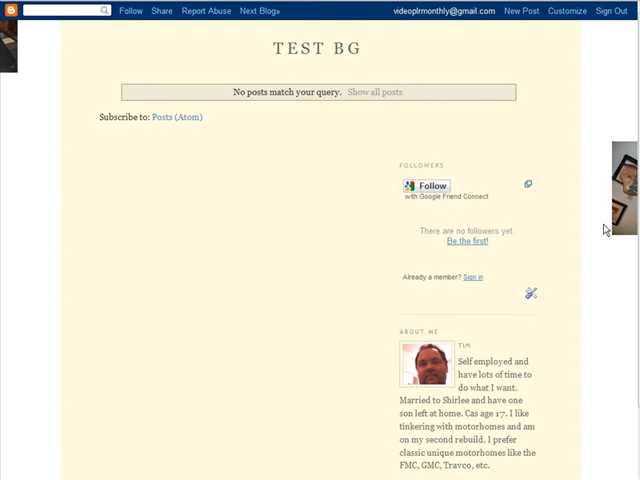 Follow Share Report Abuse Next Blog» videoplrmonthly@gmail.com New Post Customize Sign Out
TEST BG
No posts match your query. Show all posts
Subscribe to: Posts (Atom)
FOLLOWERS
Follow
with Google Friend Connect
There are no followers yet.
Be the first!
Already a member? Sign in
ABOUT ME
TIM
Self employed and
have lots of time to
do what I want.
Married to Shirlee and have one
son left at home. Cas age 17. I like
tinkering with motorhomes and am
on my second rebuild. I prefer
classic unique motorhomes like the
FMC, GMC, Travco, etc.